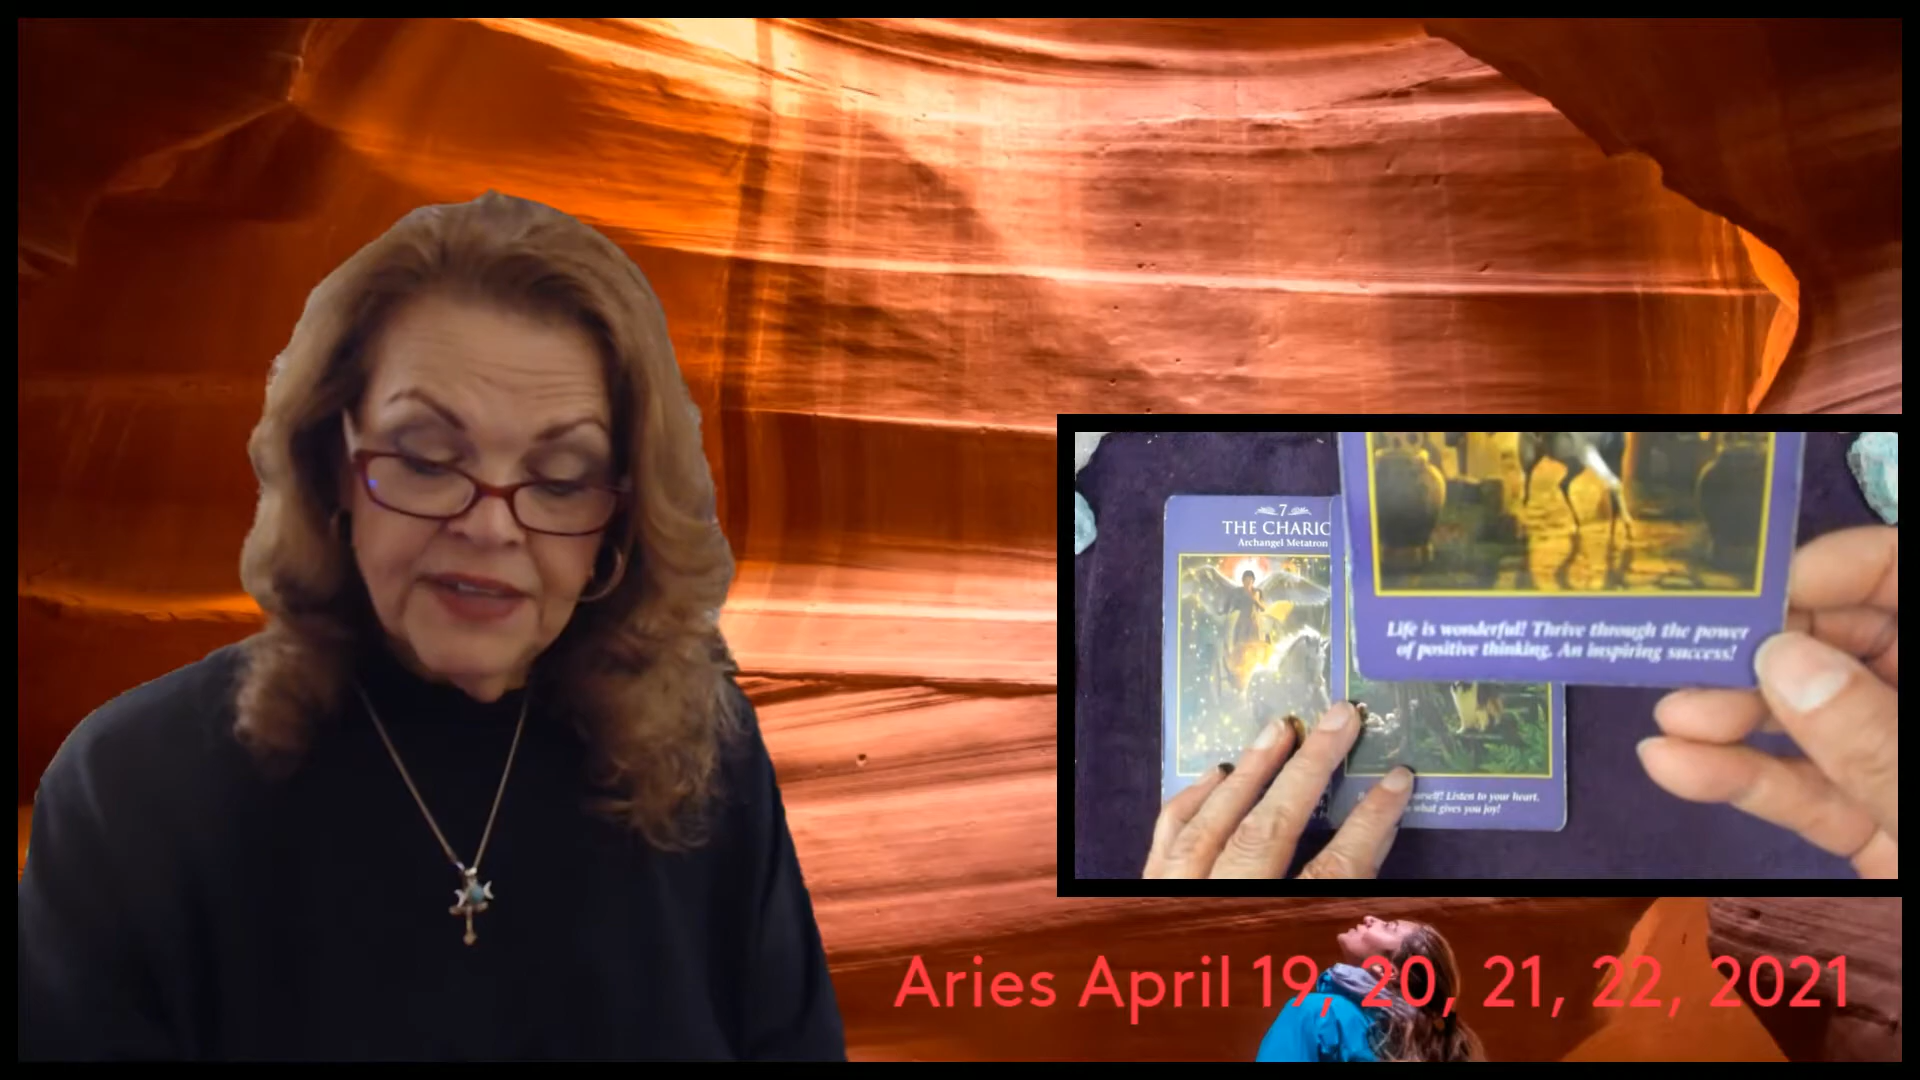 7
THE CHARIO
Archangel Metatron
Life is wonderful! Thrive through the power
of positive thinking. An inspiring success!
urself! Listen to your heart.
what gives you joy!
Aries April 19, 20, 21, 22, 2021